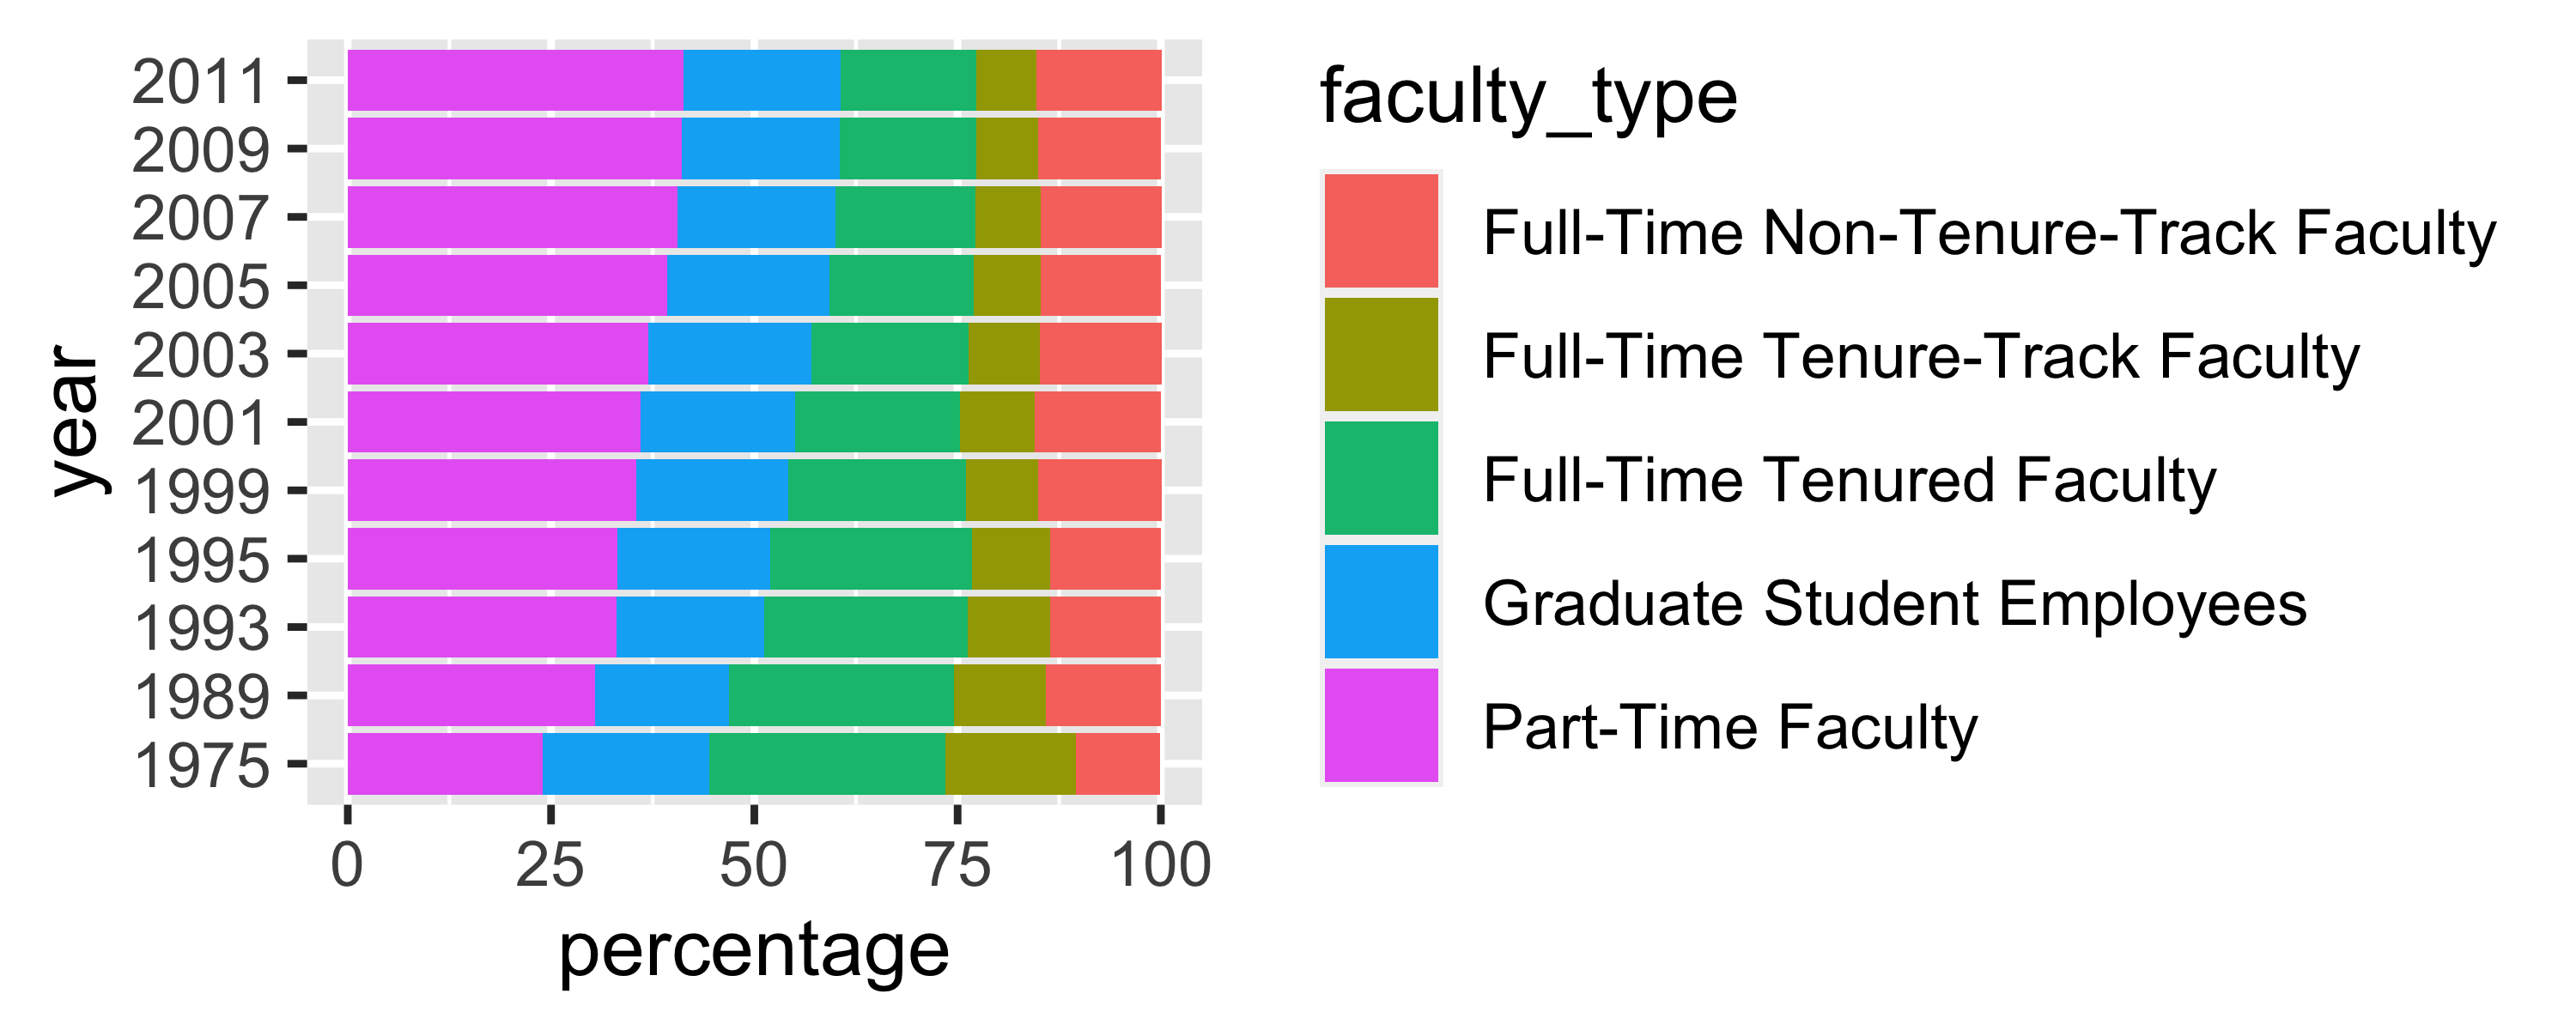 year
2011
2009
2007
2005
2003
2001
1999
1995
1993
1989
1975
0 25 50 75 100
percentage
faculty_type
Full-Time Non-Tenure-Track Faculty
Full-Time Tenure-Track Faculty
Full-Time Tenured Faculty
Graduate Student Employees
Part-Time Faculty